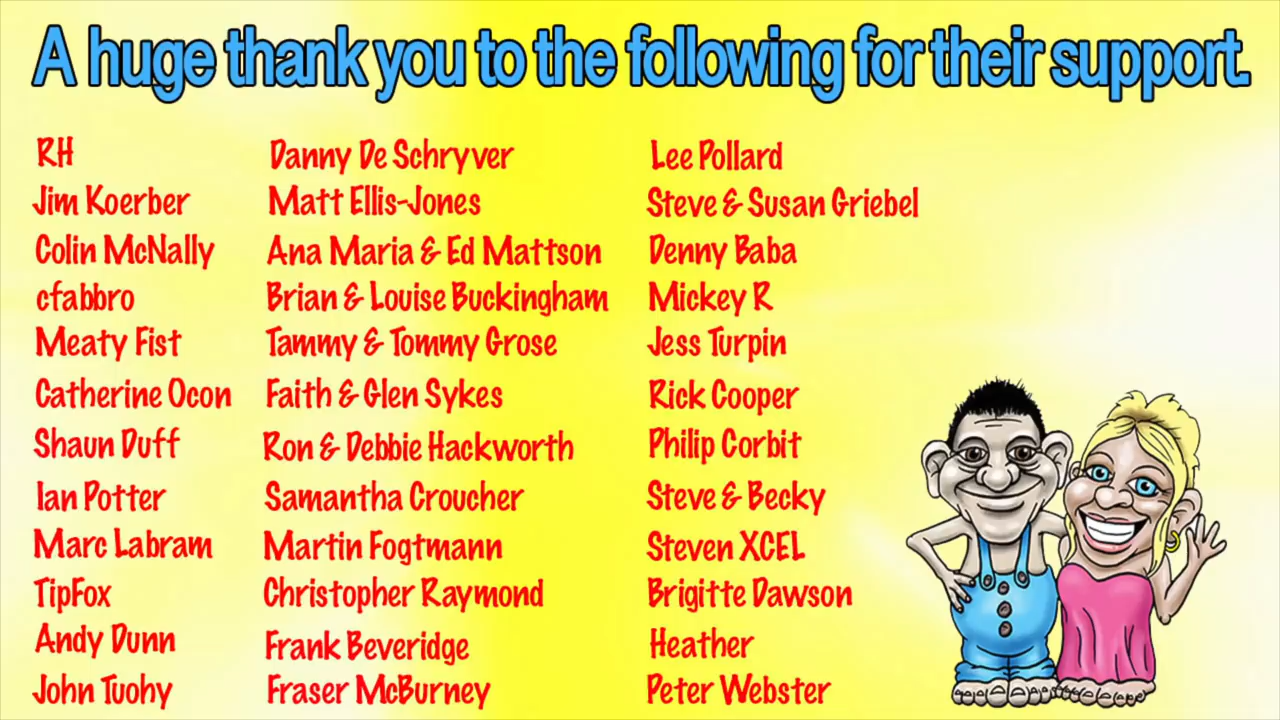 A huge thank you to the following for their support.
RH
Jim Koerber
Colin McNally
cfabbro
Meaty Fist
Catherine Ocon
Shaun Duff
Ian Potter
Marc Labram
TipFox
Andy Dunn
John Tuohy
Danny De Schryver
Matt Ellis-Jones
Ana Maria & Ed Mattson
Brian & Louise Buckingham
Tammy & Tommy Grose
Faith & Glen Sykes
Ron & Debbie Hackworth
Samantha Croucher
Martin Fogtmann
Christopher Raymond
Frank Beveridge
Fraser McBurney
Lee Pollard
Steve & Susan Griebel
Denny Baba
Mickey R
Jess Turpin
Rick Cooper
Philip Corbit
Steve & Becky
Steven XCEL
Brigitte Dawson
Heather
Peter Webster